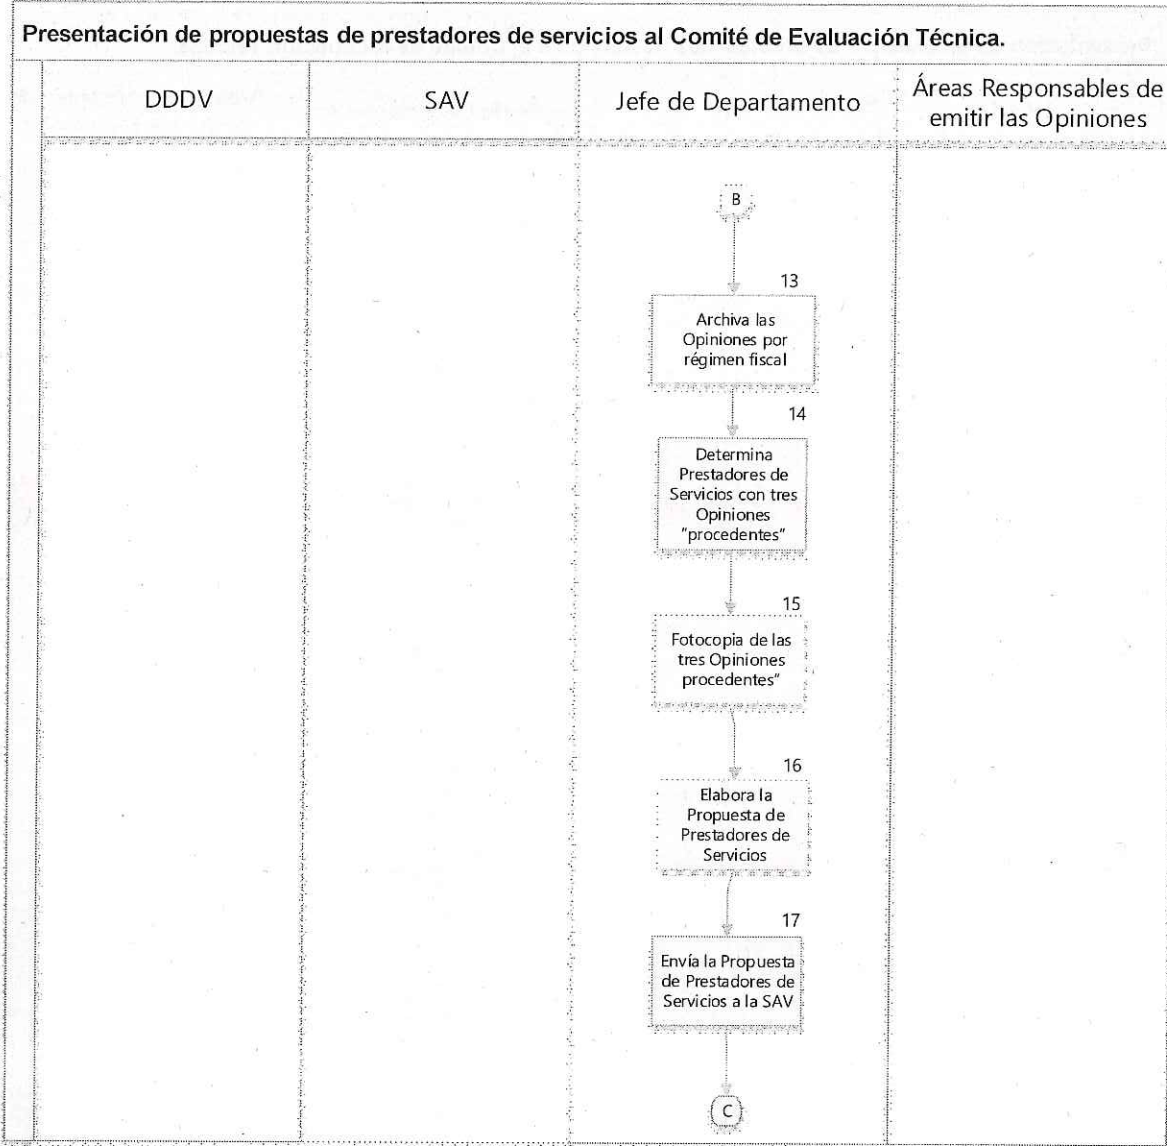 Presentación de propuestas de prestadores de servicios al Comité de Evaluación Técnica.
DDDV
SAV
Jefe de Departamento
Áreas Responsables de
emitir las Opiniones
B
13
Archiva las
Opiniones por
régimen fiscal
14
Determina
Prestadores de
Servicios con tres
Opiniones
"procedentes"
15
Fotocopia de las
tres Opiniones
procedentes"
16
Elabora la
Propuesta de
Prestadores de
Servicios
17
Envía la Propuesta
de Prestadores de
Servicios a la SAV
C